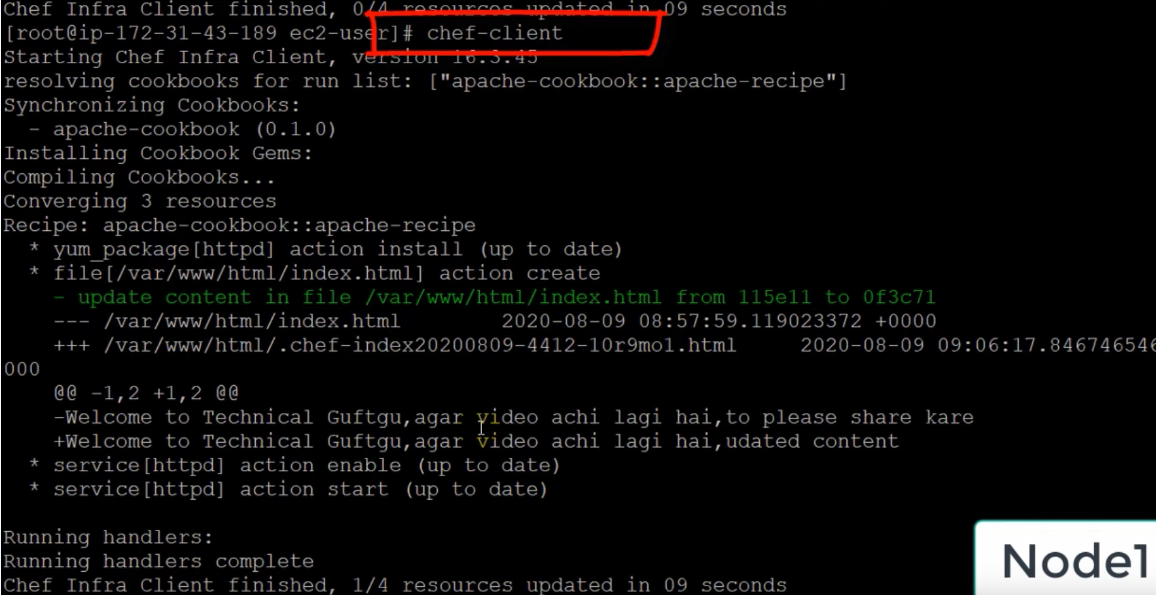 Chef Infra Client finished, 0/4 resources updated in 09 seconds
[root@ip-172-31-43-189 ec2-user]# chef-client
Starting Chef Infra Client, version 16.3.45
resolving cookbooks for run list: ["apache-cookbook::apache-recipe"]
Synchronizing Cookbooks:
  - apache-cookbook (0.1.0)
Installing Cookbook Gems:
Compiling Cookbooks...
Converging 3 resources
Recipe: apache-cookbook::apache-recipe
  * yum_package[httpd] action install (up to date)
  * file[/var/www/html/index.html] action create
    - update content in file /var/www/html/index.html from 115e11 to 0f3c71
    --- /var/www/html/index.html        2020-08-09 08:57:59.119023372 +0000
    +++ /var/www/html/.chef-index20200809-4412-10r9mo1.html     2020-08-09 09:06:17.846746546
000
    @@ -1,2 +1,2 @@
    -Welcome to Technical Guftgu,agar video achi lagi hai,to please share kare
    +Welcome to Technical Guftgu,agar video achi lagi hai,udated content
  * service[httpd] action enable (up to date)
  * service[httpd] action start (up to date)
Running handlers:
Running handlers complete
Chef Infra Client finished, 1/4 resources updated in 09 seconds
Node1